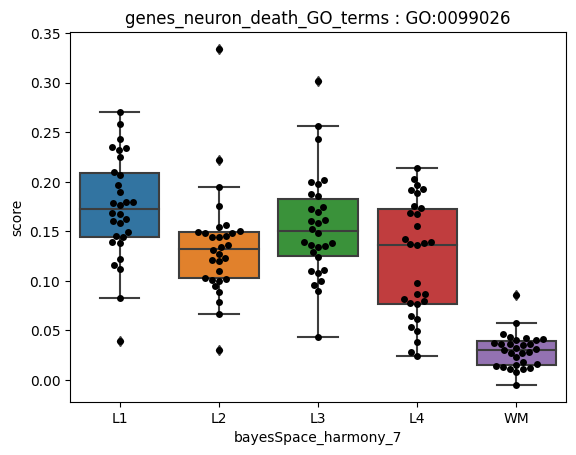 genes_neuron_death_GO_terms : GO:0099026
0.35
0.30
0.25
0.20
0.15
0.10
0.05
0.00
score
L1 L2 L3 L4 WM
bayesSpace_harmony_7